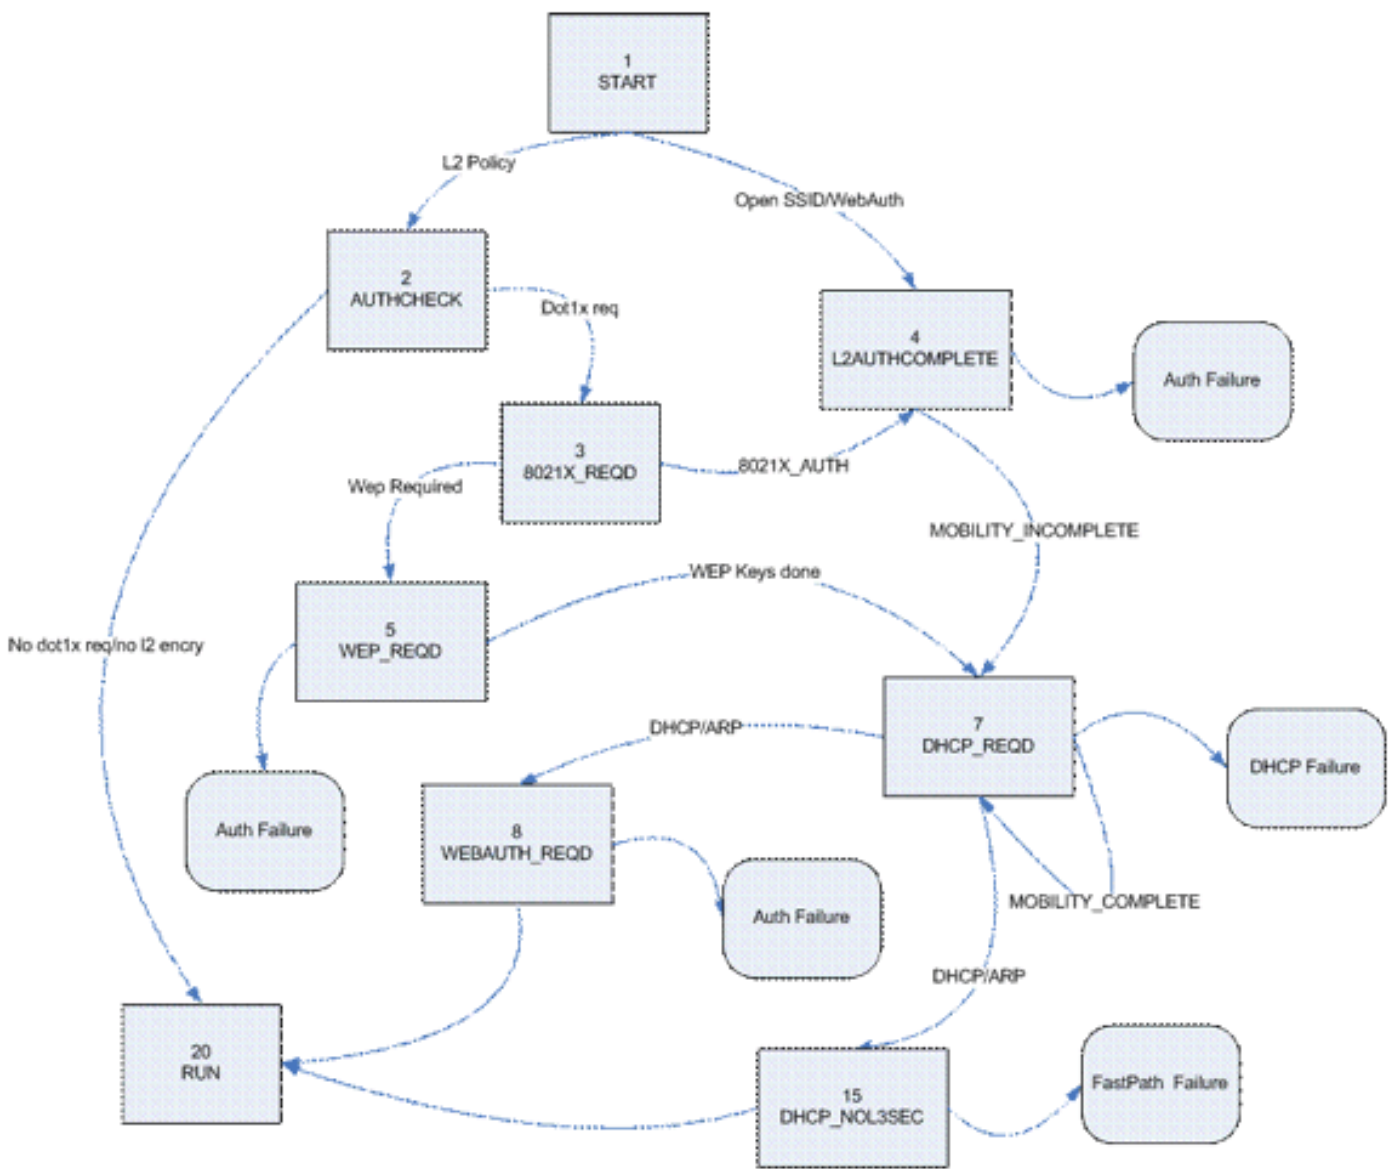 1
START
L2 Policy
Open SSID/WebAuth
2
AUTHCHECK
Dot1x req
4
L2AUTHCOMPLETE
Auth Failure
3
8021X_REQD
8021X_AUTH
Wep Required
MOBILITY_INCOMPLETE
WEP Keys done
5
WEP_REQD
No dot1x req/no l2 encry
7
DHCP_REQD
DHCP/ARP
DHCP Failure
Auth Failure
8
WEBAUTH_REQD
MOBILITY_COMPLETE
Auth Failure
DHCP/ARP
20
RUN
15
DHCP_NOL3SEC
FastPath Failure